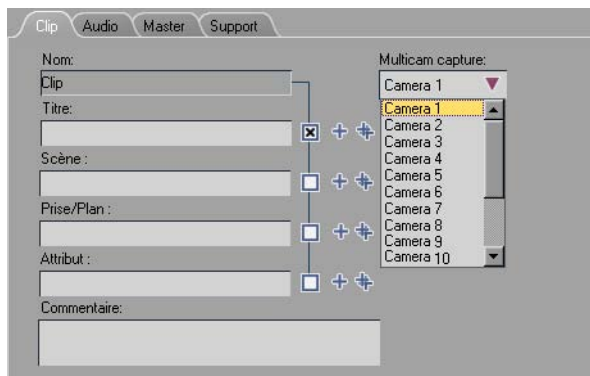 Clip Audio Master Support
Nom:
Clip
Titre:
Scène :
Prise/Plan :
Attribut :
Commentaire:
Multicam capture:
Camera 1
Camera 1
Camera 2
Camera 3
Camera 4
Camera 5
Camera 6
Camera 7
Camera 8
Camera 9
Camera 10